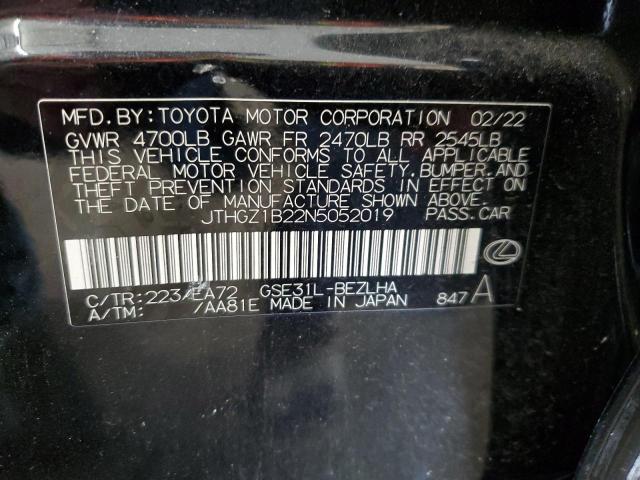 MFD.BY:TOYOTA MOTOR CORPORATION 02/22
GVWR 4700LB GAWR FR 2470LB RR 2545LB
THIS VEHICLE CONFORMS TO ALL APPLICABLE
FEDERAL MOTOR VEHICLE SAFETY,BUMPER,AND
THEFT PREVENTION STANDARDS IN EFFECT ON
THE DATE OF MANUFACTURE SHOWN ABOVE.
JTHGZ1B22N5052019 PASS.CAR
C/TR:223/EA72 GSE31L-BEZLHA
A/TM: /AA81E MADE IN JAPAN 847 A